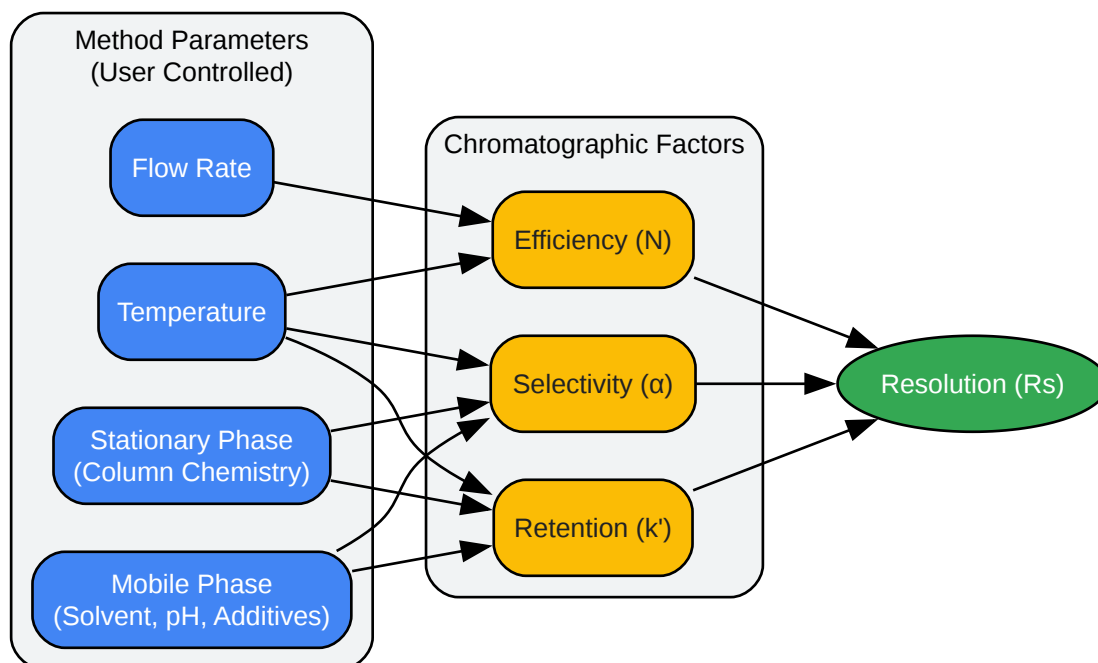 Method Parameters
(User Controlled)
Flow Rate
Temperature
Stationary Phase
(Column Chemistry)
Mobile Phase
(Solvent, pH, Additives)
Chromatographic Factors
Efficiency (N)
Selectivity (α)
Retention (k')
Resolution (Rs)